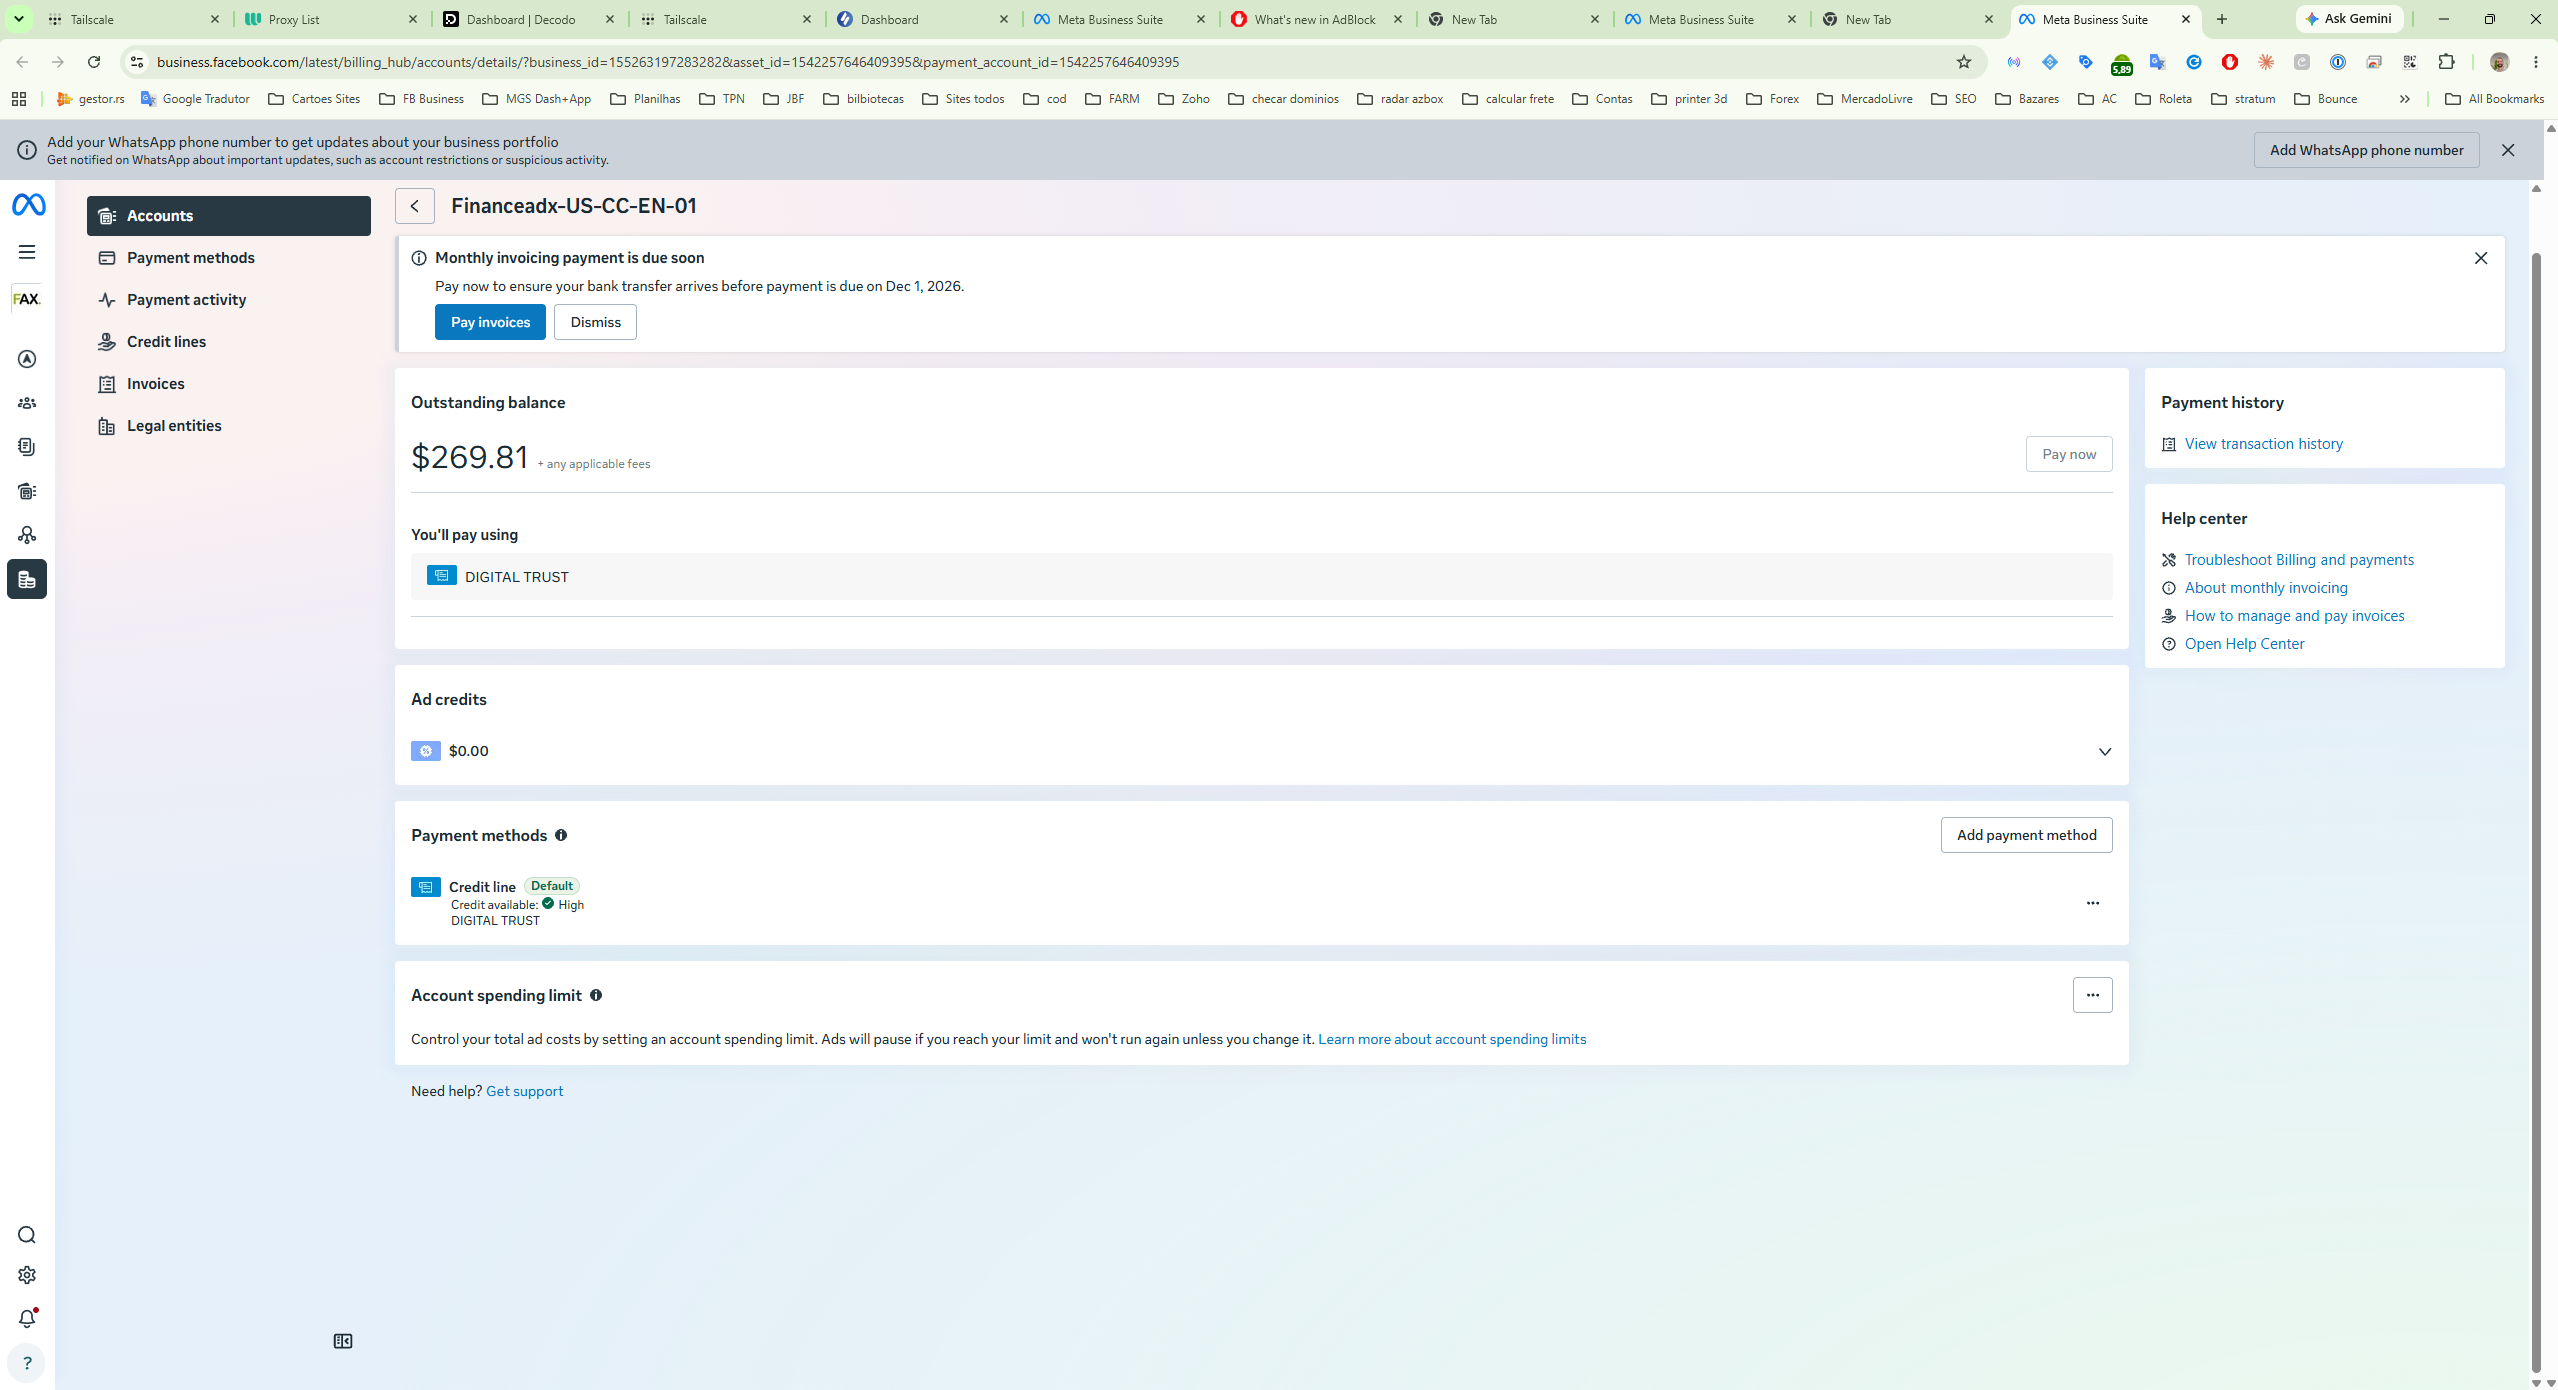 Tailscale
Proxy List
Dashboard | Decodo
Tailscale
Dashboard
Meta Business Suite
What's new in AdBlock
New Tab
Meta Business Suite
New Tab
Meta Business Suite
Ask Gemini
business.facebook.com/latest/billing_hub/accounts/details/?business_id=155263197283282&asset_id=1542257646409395&payment_account_id=1542257646409395
5,89
gestor.rs
Google Tradutor
Cartoes Sites
FB Business
MGS Dash+App
Planilhas
TPN
JBF
bilbiotecas
Sites todos
cod
FARM
Zoho
checar dominios
radar azbox
calcular frete
Contas
printer 3d
Forex
MercadoLivre
SEO
Bazares
AC
Roleta
stratum
Bounce
All Bookmarks
Add your WhatsApp phone number to get updates about your business portfolio
Get notified on WhatsApp about important updates, such as account restrictions or suspicious activity.
Add WhatsApp phone number
FAX.
Accounts
Payment methods
Payment activity
Credit lines
Invoices
Legal entities
Financeadx-US-CC-EN-01
Monthly invoicing payment is due soon
Pay now to ensure your bank transfer arrives before payment is due on Dec 1, 2026.
Pay invoices
Dismiss
Outstanding balance
$269.81 + any applicable fees
Pay now
You'll pay using
DIGITAL TRUST
Ad credits
$0.00
Payment methods
Add payment method
Credit line Default
Credit available: High
DIGITAL TRUST
Account spending limit
Control your total ad costs by setting an account spending limit. Ads will pause if you reach your limit and won't run again unless you change it. Learn more about account spending limits
Need help? Get support
Payment history
View transaction history
Help center
Troubleshoot Billing and payments
About monthly invoicing
How to manage and pay invoices
Open Help Center